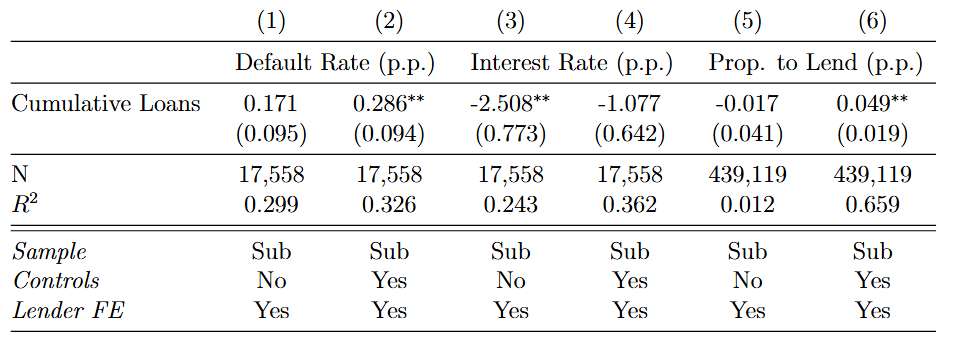 (1) (2) (3) (4) (5) (6)
Default Rate (p.p.) Interest Rate (p.p.) Prop. to Lend (p.p.)
Cumulative Loans 0.171 0.286** -2.508** -1.077 -0.017 0.049**
(0.095) (0.094) (0.773) (0.642) (0.041) (0.019)
N 17,558 17,558 17,558 17,558 439,119 439,119
R² 0.299 0.326 0.243 0.362 0.012 0.659
Sample Sub Sub Sub Sub Sub Sub
Controls No Yes No Yes No Yes
Lender FE Yes Yes Yes Yes Yes Yes